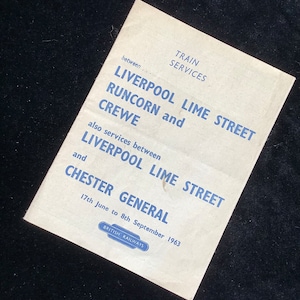 TRAIN
SERVICES
between
LIVERPOOL LIME STREET
RUNCORN and
CREWE
also services between
LIVERPOOL LIME STREET
and
CHESTER GENERAL
17th June to 8th September 1963
BRITISH RAILWAYS